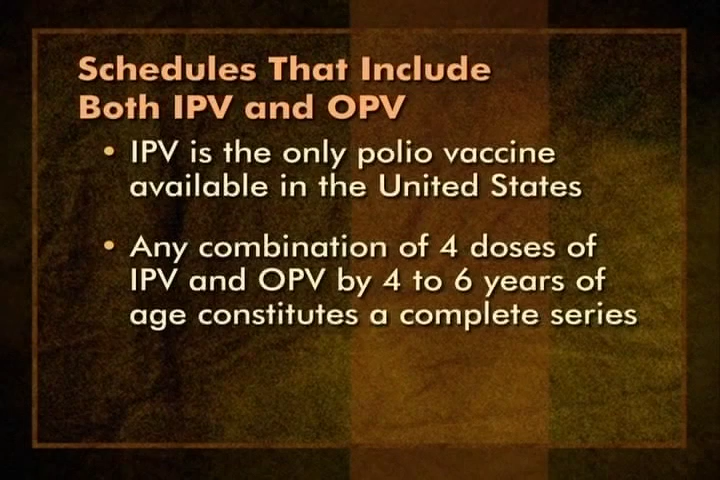 Schedules That Include
Both IPV and OPV
• IPV is the only polio vaccine
available in the United States
• Any combination of 4 doses of
IPV and OPV by 4 to 6 years of
age constitutes a complete series